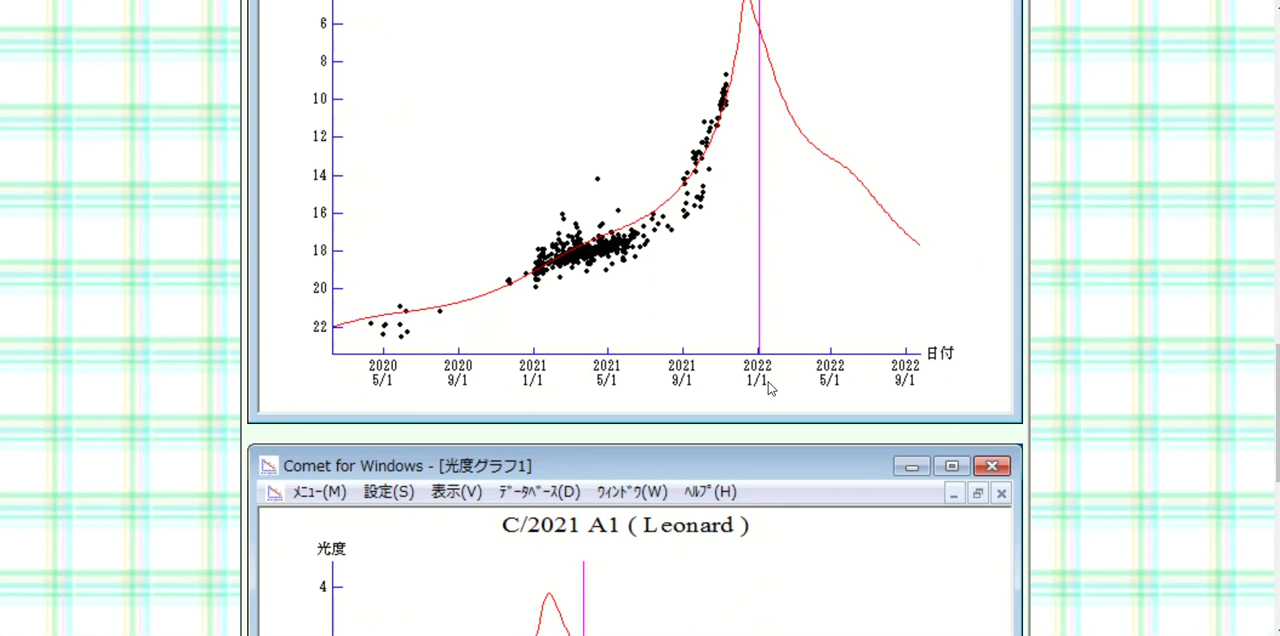 6
8
10
12
14
16
18
20
22
日付
2020 2020 2021 2021 2021 2022 2022 2022
5/1 9/1 1/1 5/1 9/1 1/1 5/1 9/1
Comet for Windows - [光度グラフ1]
ﾒﾆｭｰ(M) 設定(S) 表示(V) ﾃﾞｰﾀﾍﾞｰｽ(D) ｳｨﾝﾄﾞｳ(W) ﾍﾙﾌﾟ(H)
C/2021 A1 ( Leonard )
光度
4